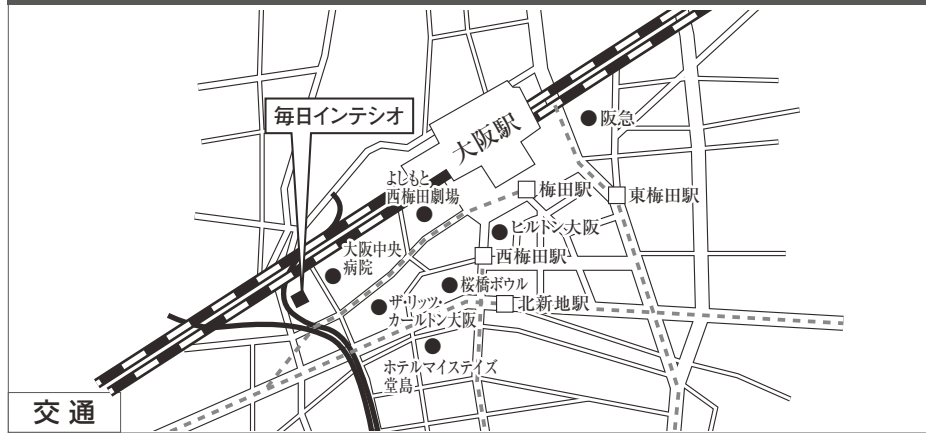 毎日インテシオ
大阪駅
阪急
よしもと
西梅田劇場
梅田駅
東梅田駅
大阪中央
病院
ヒルトン大阪
西梅田駅
桜橋ボウル
ザ・リッツ・
カールトン大阪
北新地駅
ホテルマイステイズ
堂島
交通